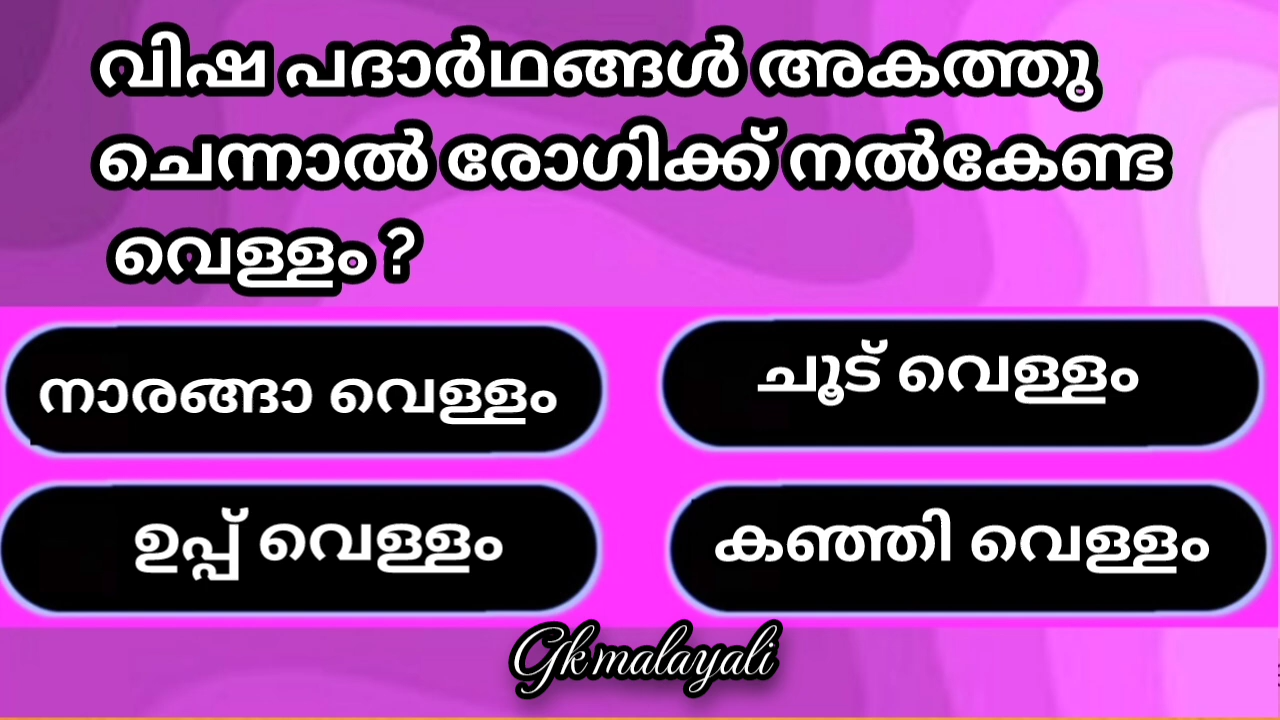 വിഷ പദാർഥങ്ങൾ അകത്തു
ചെന്നാൽ രോഗിക്ക് നൽകേണ്ട
വെള്ളം ?
നാരങ്ങാ വെള്ളം
ചൂട് വെള്ളം
ഉപ്പ് വെള്ളം
കഞ്ഞി വെള്ളം
Gk malayali